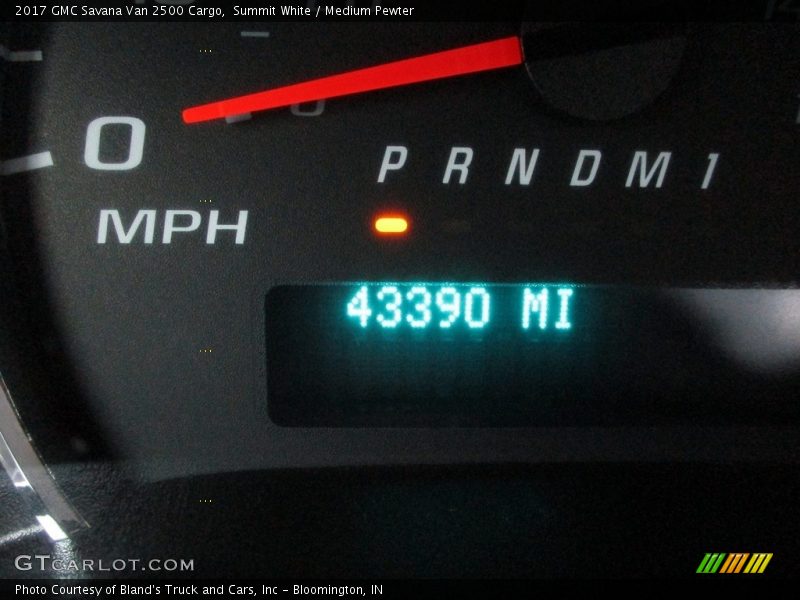 2017 GMC Savana Van 2500 Cargo,  Summit White / Medium Pewter
0
P R N D M 1
MPH
43390 MI
GTCARLOT.COM
Photo Courtesy of Bland's Truck and Cars, Inc - Bloomington, IN